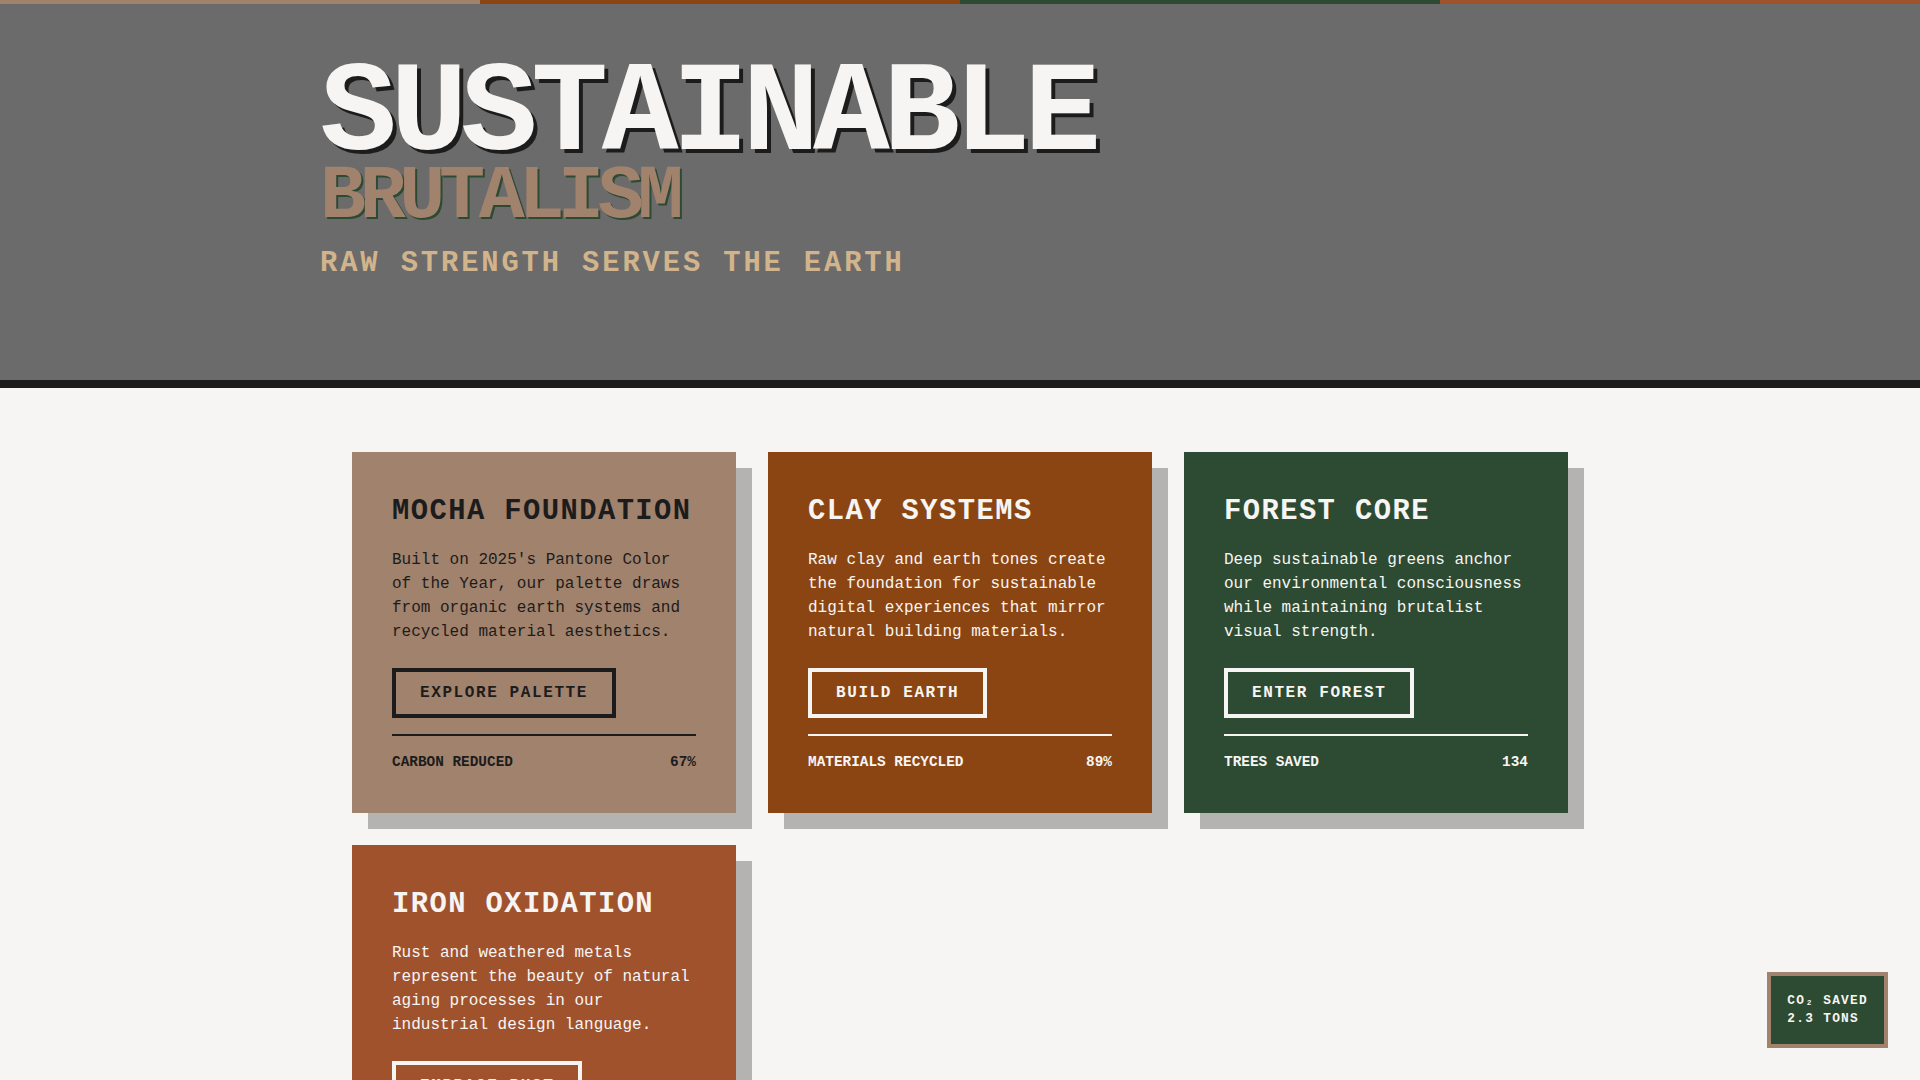 SUSTAINABLE
BRUTALISM
RAW STRENGTH SERVES THE EARTH
MOCHA FOUNDATION
Built on 2025's Pantone Color
of the Year, our palette draws
from organic earth systems and
recycled material aesthetics.
EXPLORE PALETTE
CARBON REDUCED 67%
CLAY SYSTEMS
Raw clay and earth tones create
the foundation for sustainable
digital experiences that mirror
natural building materials.
BUILD EARTH
MATERIALS RECYCLED 89%
FOREST CORE
Deep sustainable greens anchor
our environmental consciousness
while maintaining brutalist
visual strength.
ENTER FOREST
TREES SAVED 134
IRON OXIDATION
Rust and weathered metals
represent the beauty of natural
aging processes in our
industrial design language.
CO₂ SAVED
2.3 TONS